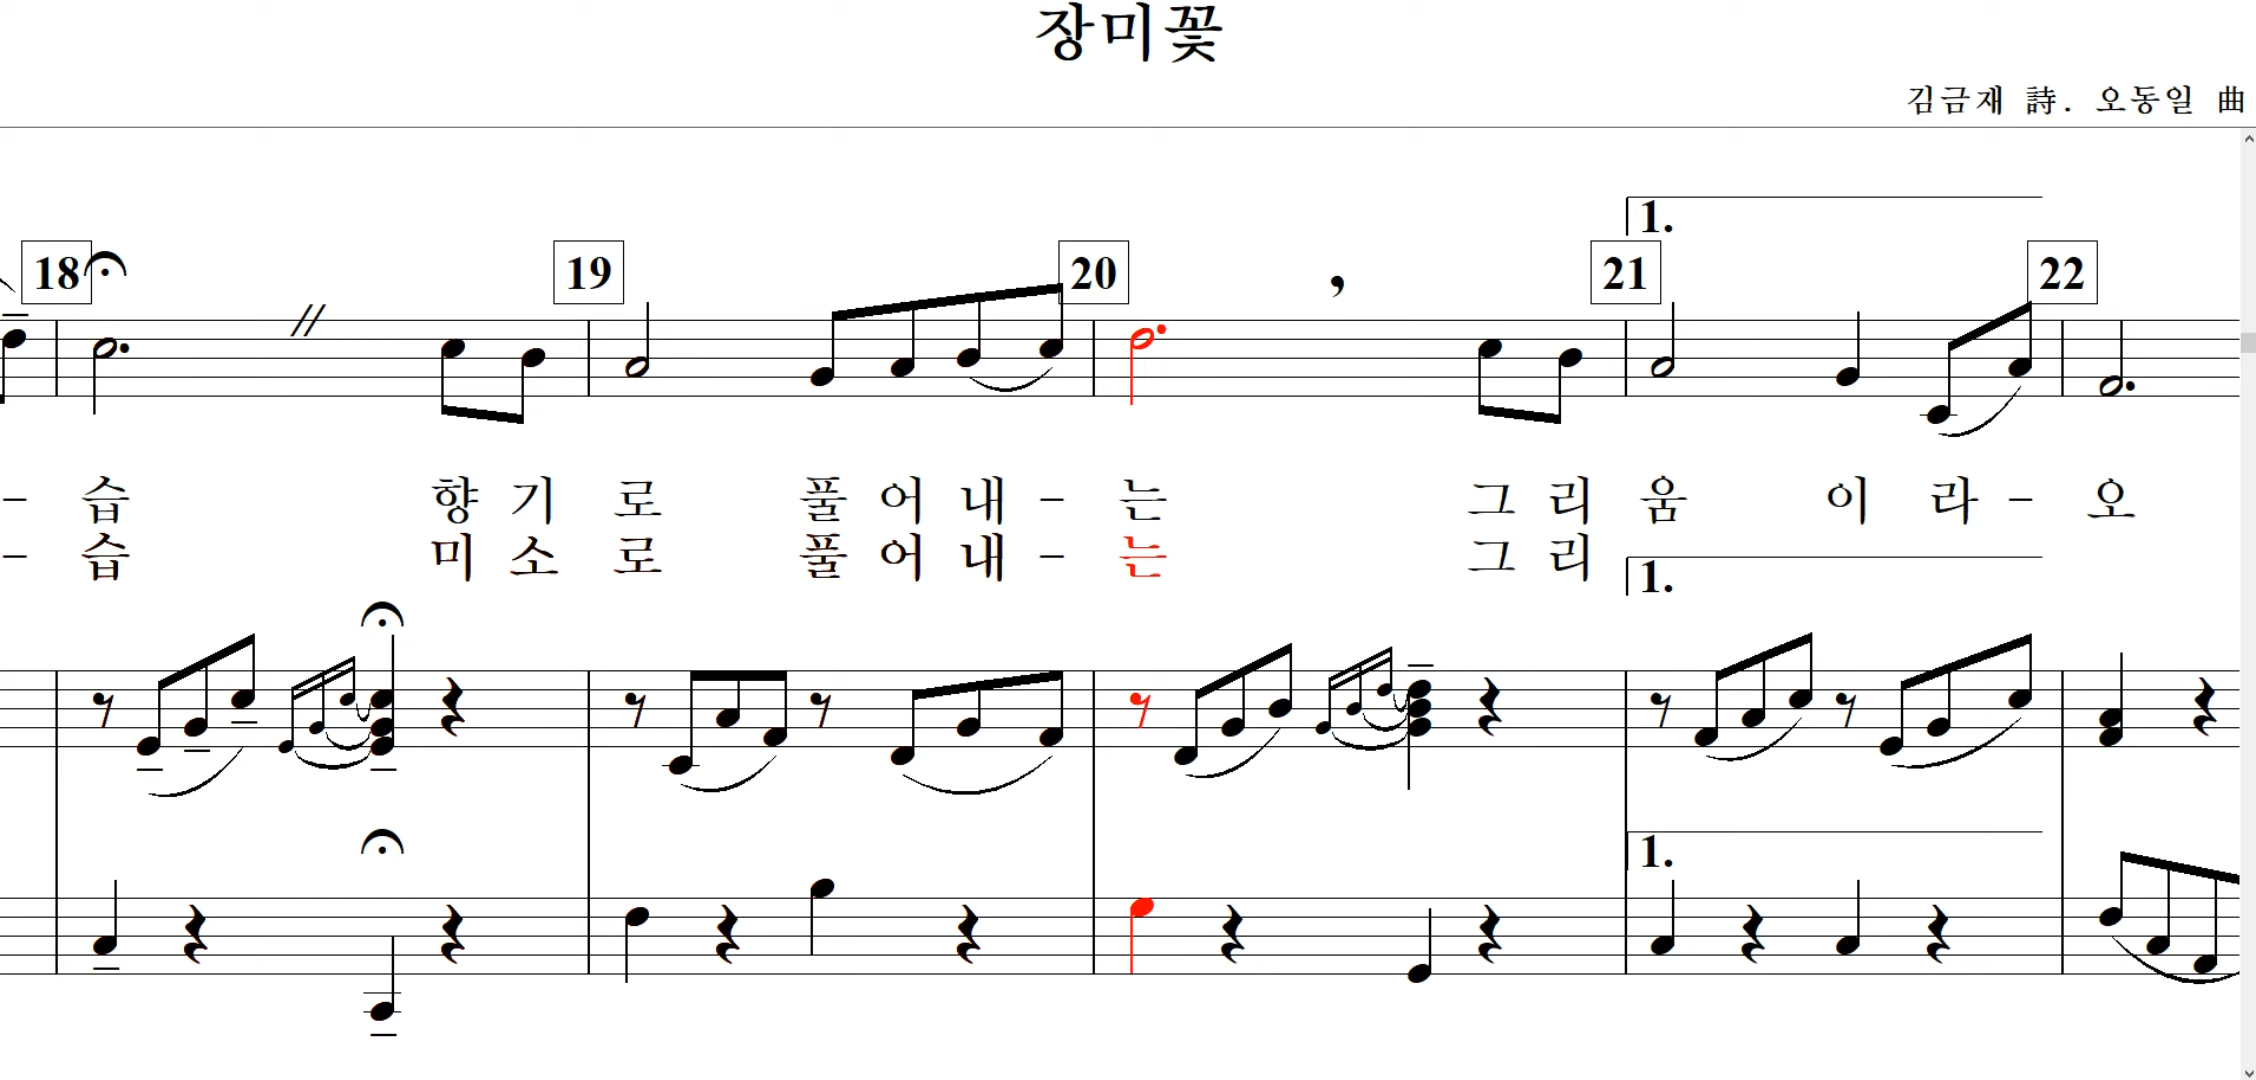 장미꽃
김금재 詩. 오동일 曲
1.
18 19 20 21 22
- 습 향 기 로 풀 어 내 - 는 그 리 움 이 라 - 오
- 습 미 소 로 풀 어 내 - 는 그 리
1.
1.